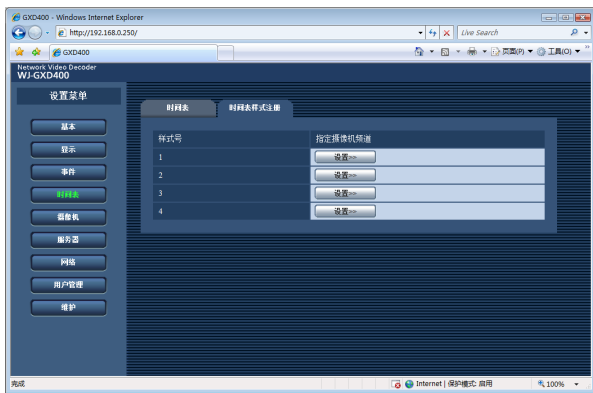 GXD400 - Windows Internet Explorer
http://192.168.0.250/
Live Search
GXD400
页面(P)
工具(O)
Network Video Decoder
WJ-GXD400
设置菜单
基本
显示
事件
时间表
摄像机
服务器
网络
用户管理
维护
时间表
时间表样式注册
样式号
指定摄像机频道
1
设置>>
2
设置>>
3
设置>>
4
设置>>
完成
Internet | 保护模式: 启用
100%